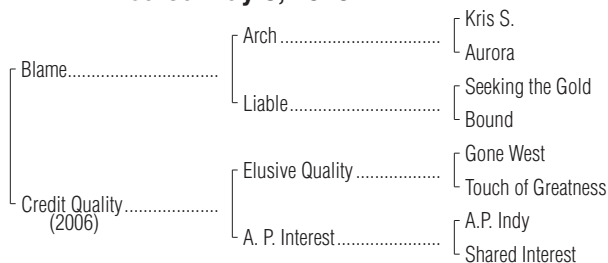 Kris S.
Arch
Aurora
Blame
Seeking the Gold
Liable
Bound
Gone West
Elusive Quality
Touch of Greatness
Credit Quality
(2006)
A.P. Indy
A. P. Interest
Shared Interest